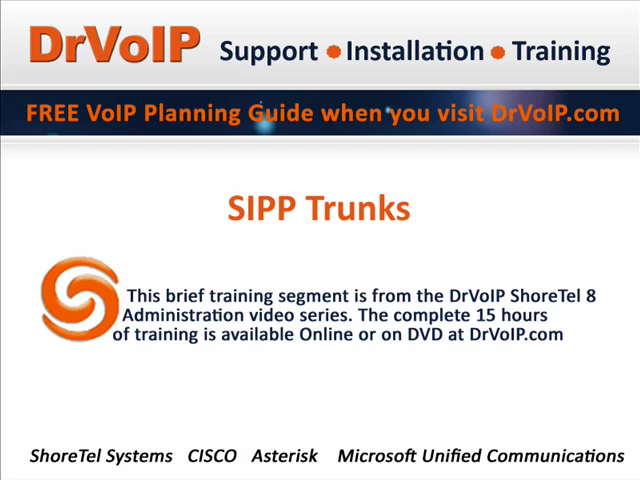 DrVoIP Support Installation Training
FREE VoIP Planning Guide when you visit DrVoIP.com
SIPP Trunks
This brief training segment is from the DrVoIP ShoreTel 8
Administration video series. The complete 15 hours
of training is available Online or on DVD at DrVoIP.com
ShoreTel Systems CISCO Asterisk Microsoft Unified Communications